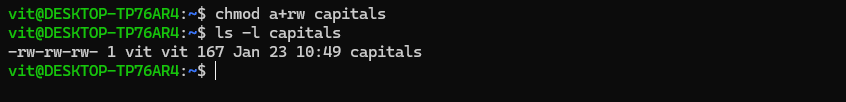 vit@DESKTOP-TP76AR4:~$ chmod a+rw capitals
vit@DESKTOP-TP76AR4:~$ ls -l capitals
-rw-rw-rw- 1 vit vit 167 Jan 23 10:49 capitals
vit@DESKTOP-TP76AR4:~$